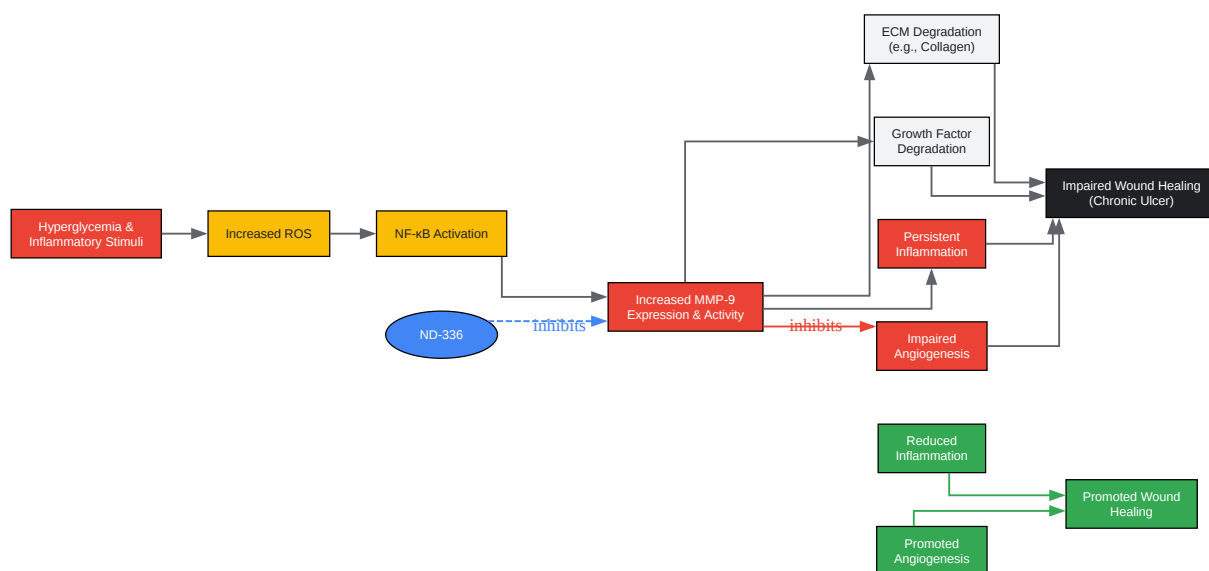 ECM Degradation
(e.g., Collagen)
Growth Factor
Degradation
Impaired Wound Healing
(Chronic Ulcer)
Hyperglycemia &
Inflammatory Stimuli
Increased ROS
NF-κB Activation
Persistent
Inflammation
Increased MMP-9
Expression & Activity
ND-336
inhibits
inhibits
Impaired
Angiogenesis
Reduced
Inflammation
Promoted Wound
Healing
Promoted
Angiogenesis